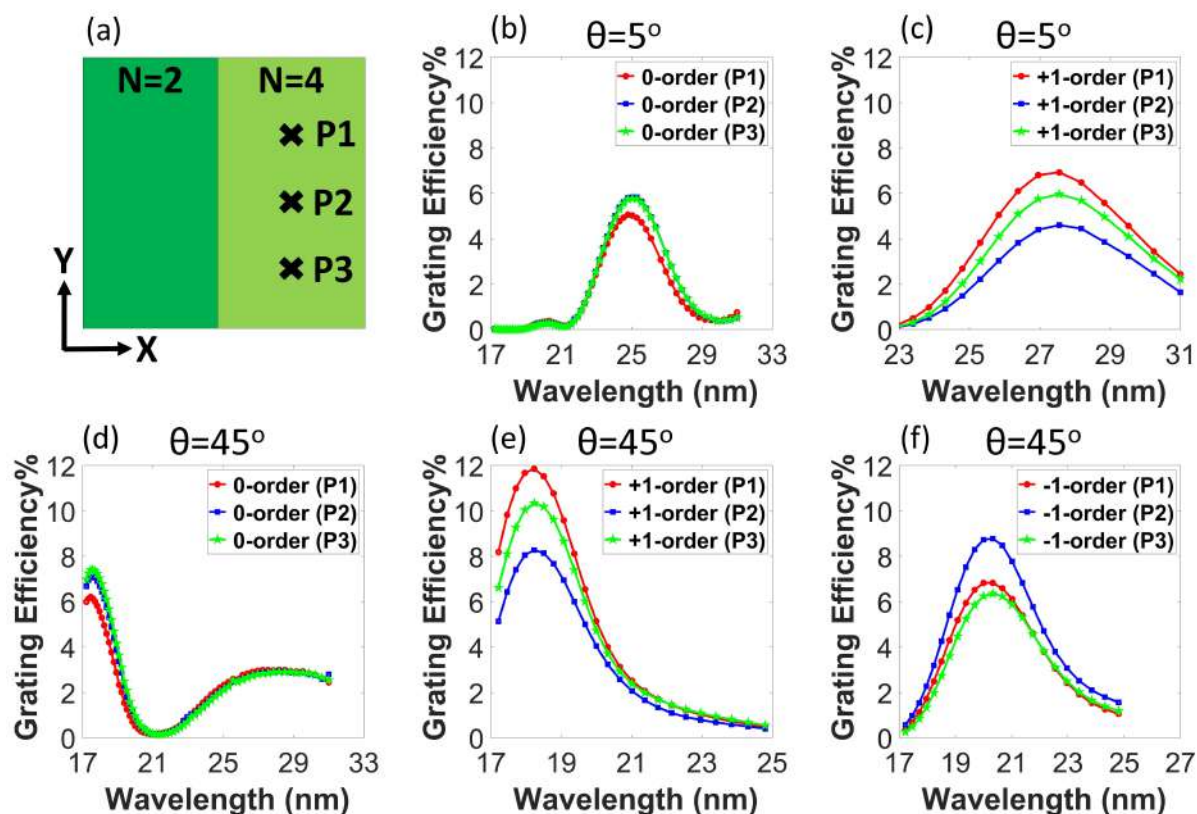 (a)
N=2 N=4
P1
P2
P3
Y
X
(b) θ=5º
Grating Efficiency%
12
10
8
6
4
2
0
0-order (P1)
0-order (P2)
0-order (P3)
17 21 25 29 33
Wavelength (nm)
(c) θ=5º
Grating Efficiency%
12
10
8
6
4
2
0
+1-order (P1)
+1-order (P2)
+1-order (P3)
23 25 27 29 31
Wavelength (nm)
(d) θ=45º
Grating Efficiency%
12
10
8
6
4
2
0
0-order (P1)
0-order (P2)
0-order (P3)
17 21 25 29 33
Wavelength (nm)
(e) θ=45º
Grating Efficiency%
12
10
8
6
4
2
0
+1-order (P1)
+1-order (P2)
+1-order (P3)
17 19 21 23 25
Wavelength (nm)
(f) θ=45º
Grating Efficiency%
12
10
8
6
4
2
0
-1-order (P1)
-1-order (P2)
-1-order (P3)
17 19 21 23 25 27
Wavelength (nm)